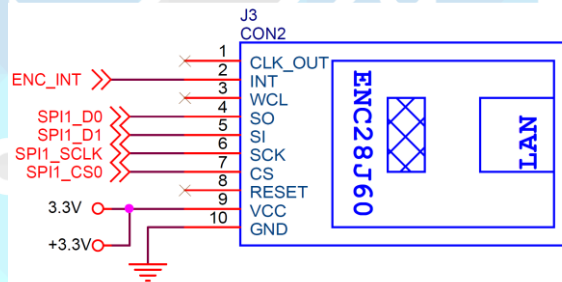 J3
CON2
1 CLK_OUT
ENC_INT 2 INT
3 WCL
SPI1_D0 4 SO
SPI1_D1 5 SI
SPI1_SCLK 6 SCK
SPI1_CS0 7 CS
8 RESET
3.3V 9 VCC
10 GND
+3.3V
ENC28J60
LAN